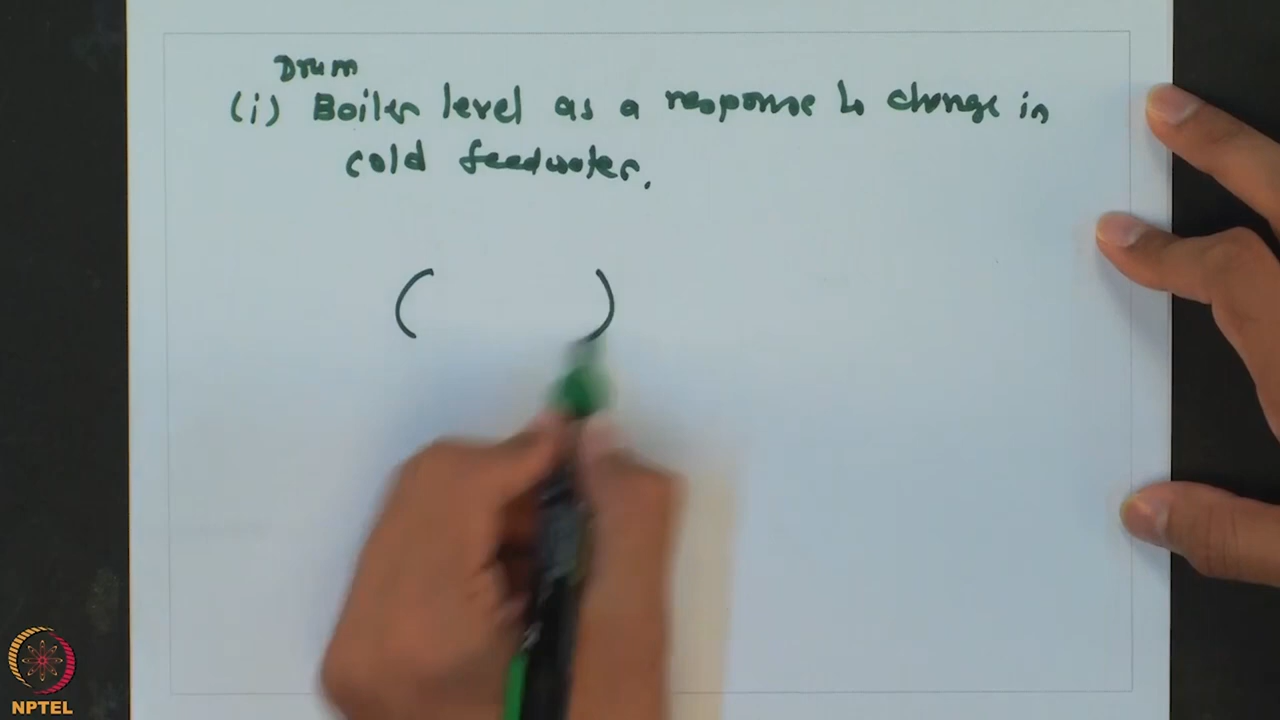 Drum
(i) Boiler level as a response to change in
cold feedwater.
NPTEL